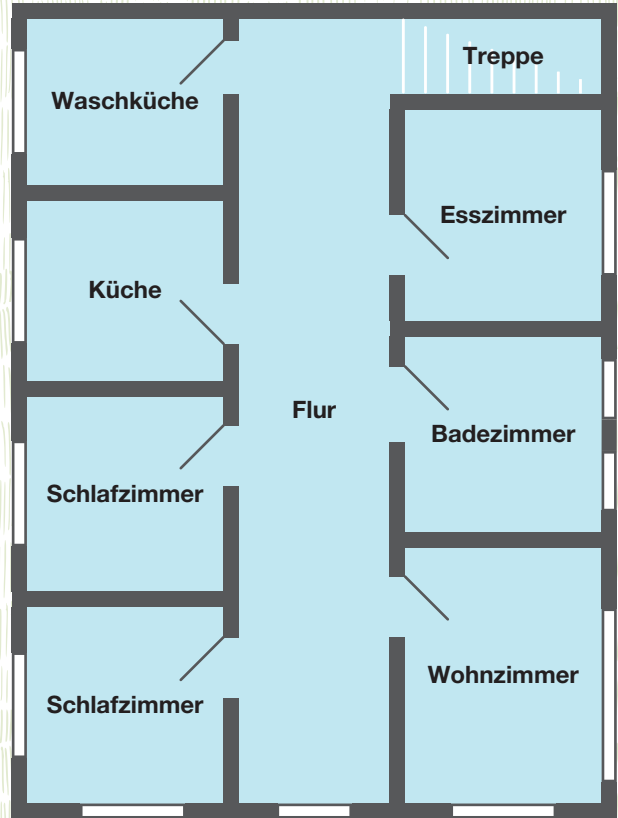 Treppe
Waschküche
Esszimmer
Küche
Flur
Badezimmer
Schlafzimmer
Wohnzimmer
Schlafzimmer